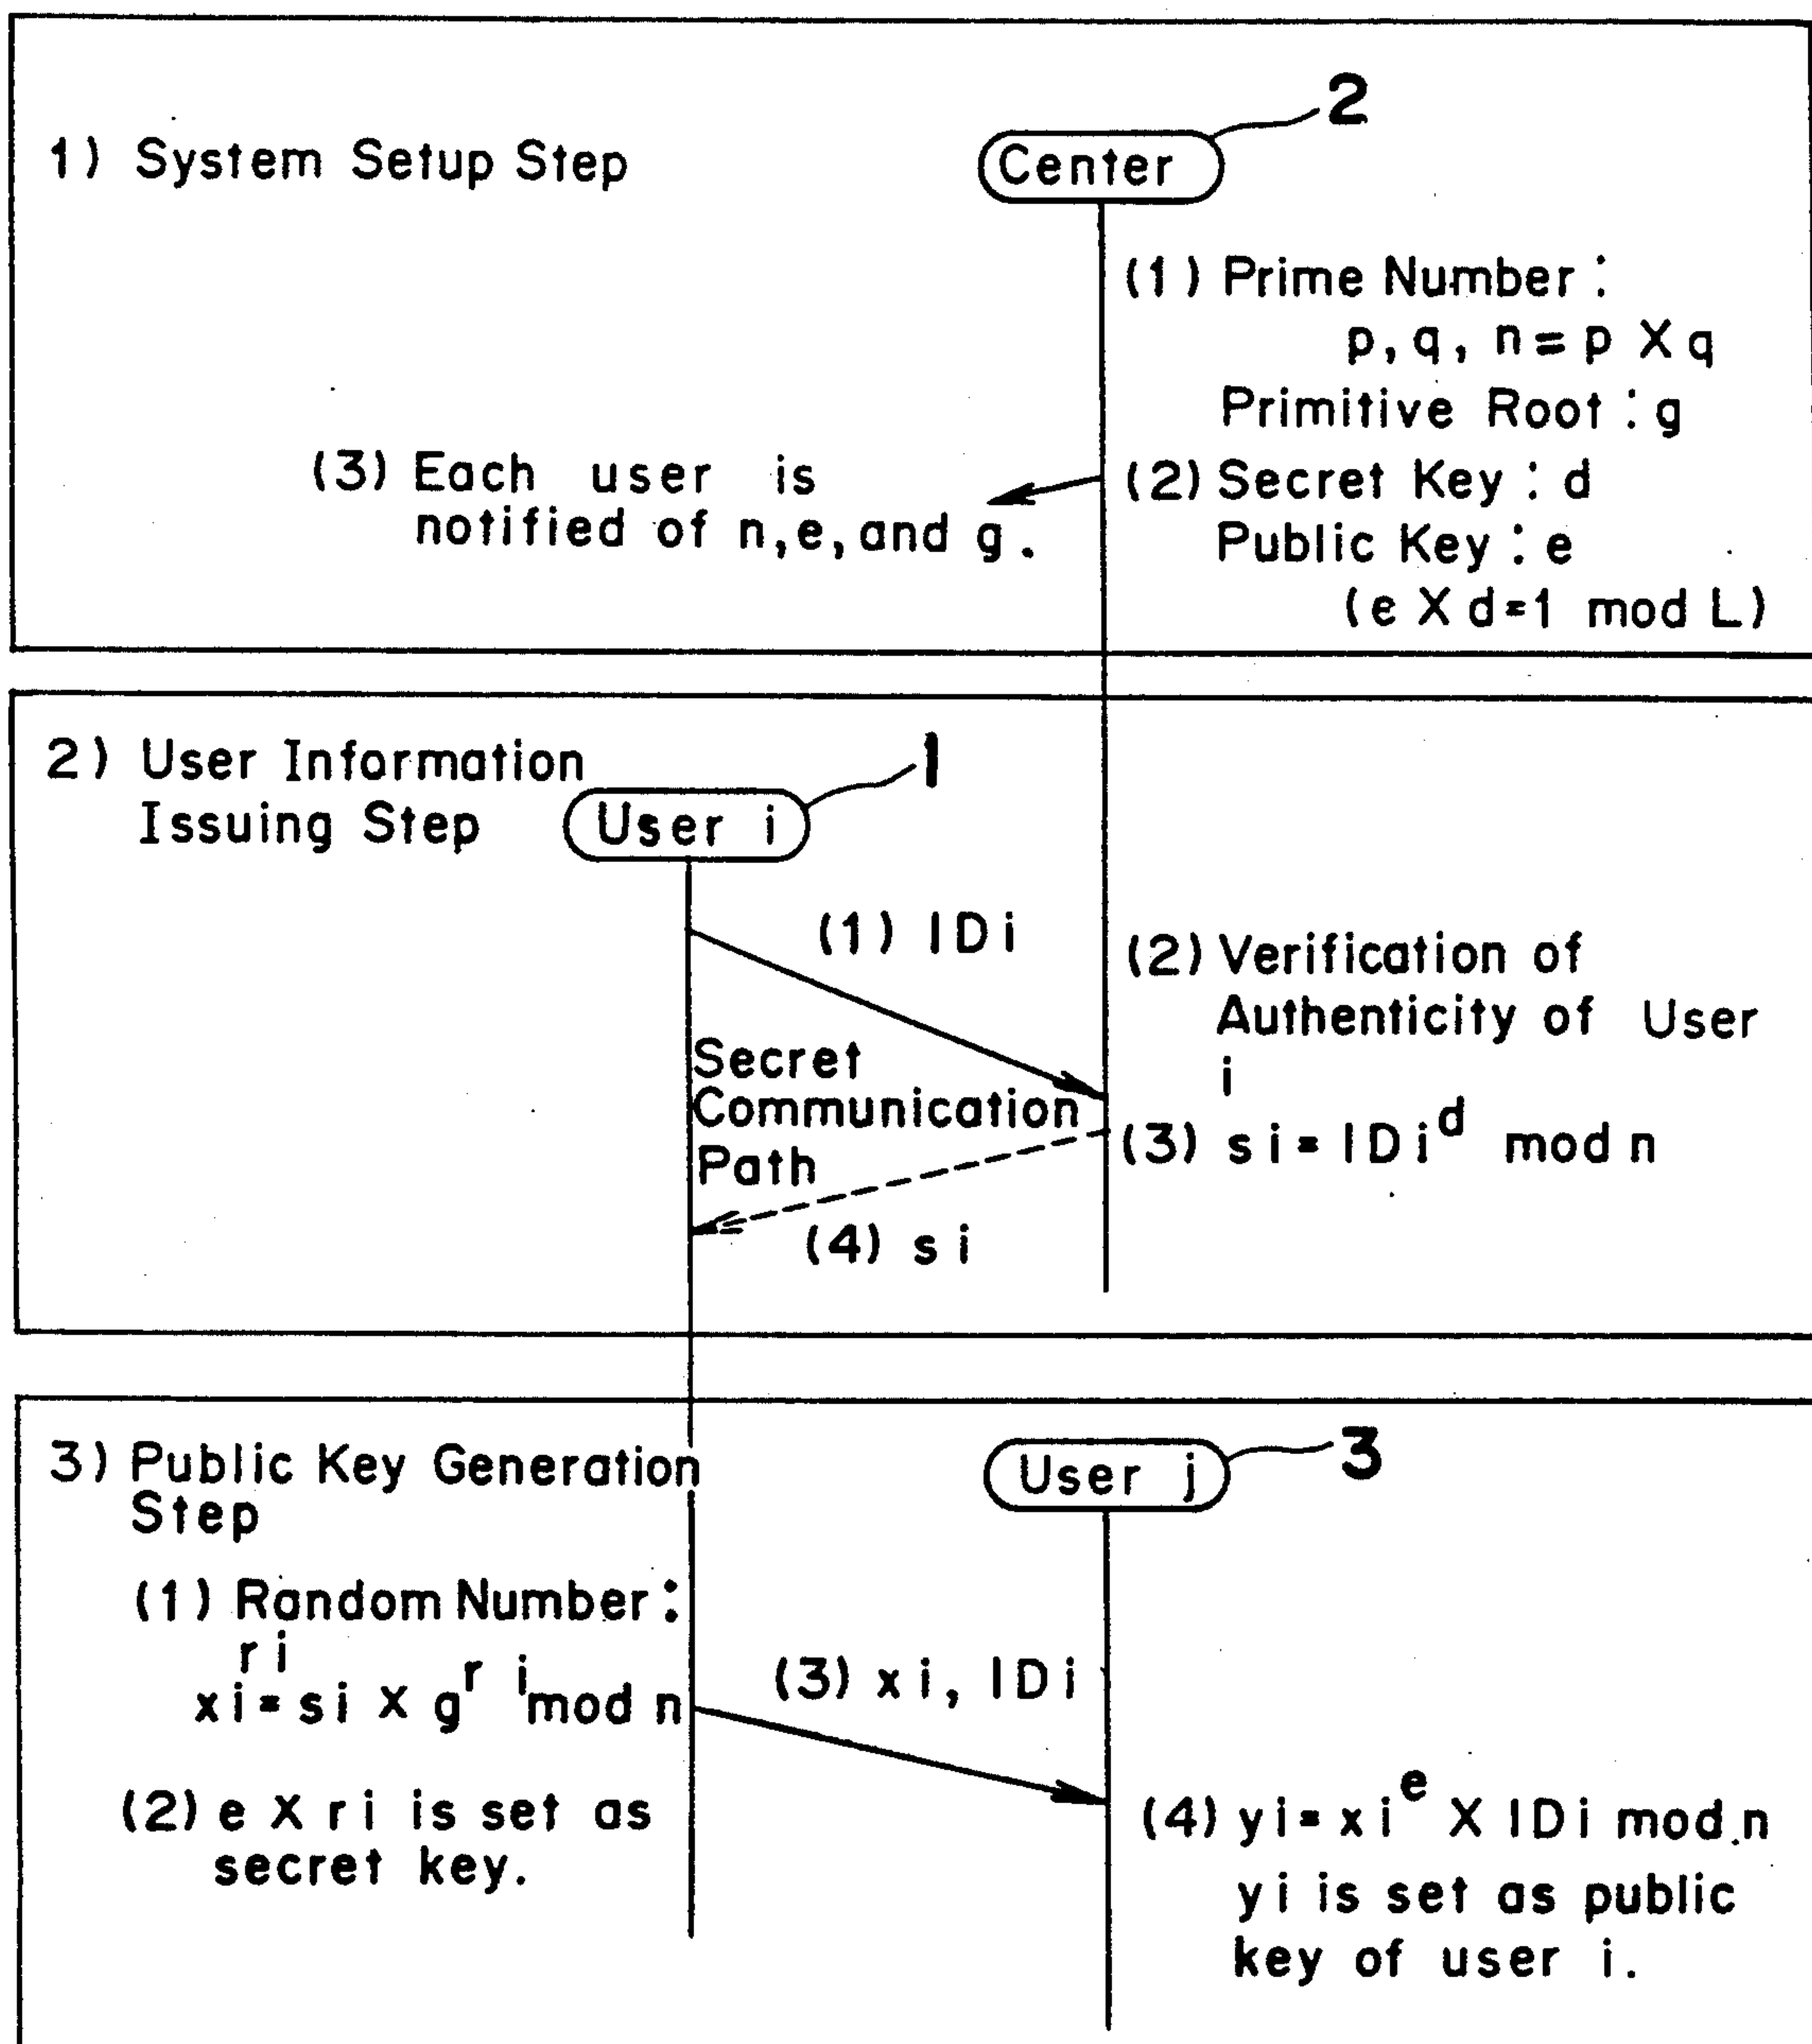 1) System Setup Step
Center
2
(1) Prime Number :
p, q, n = p X q
Primitive Root : g
(2) Secret Key : d
Public Key : e
(e X d = 1 mod L)
(3) Each user is
notified of n, e, and g.
2) User Information
Issuing Step
User i
1
(1) IDi
(2) Verification of
Authenticity of User
i
Secret
Communication
Path
(3) si = IDi^d mod n
(4) si
3) Public Key Generation
Step
User j
3
(1) Random Number :
ri
xi = si X g^ri mod n
(2) e X ri is set as
secret key.
(3) xi, IDi
(4) yi = xi^e X IDi mod n
yi is set as public
key of user i.